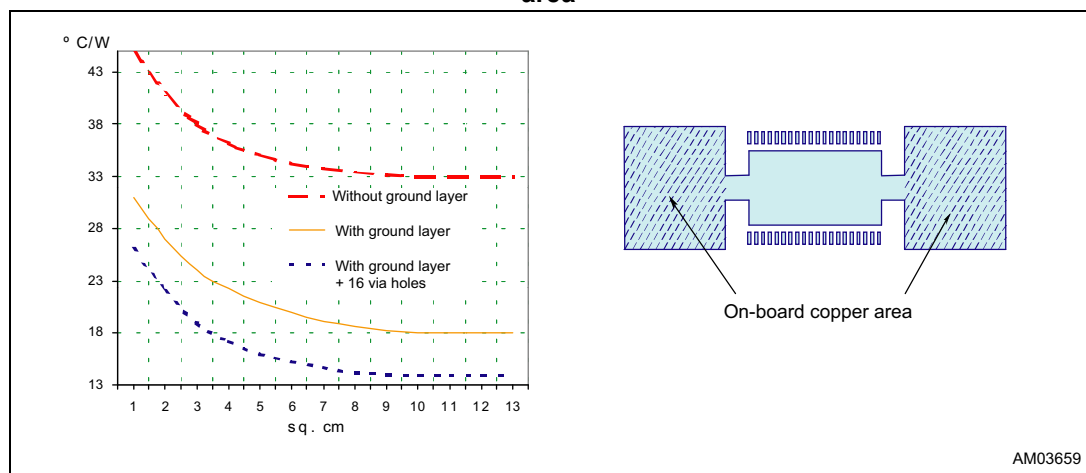 area
º C/W
43
38
33
28
23
18
13
1 2 3 4 5 6 7 8 9 10 11 12 13
sq. cm
Without ground layer
With ground layer
With ground layer
+ 16 via holes
On-board copper area
AM03659